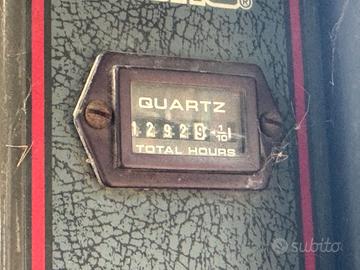 ®
QUARTZ
12929 1/10
TOTAL HOURS
subito